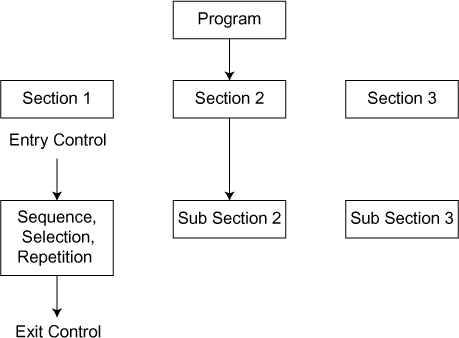 Program
Section 1
Section 2
Section 3
Entry Control
Sequence,
Selection,
Repetition
Sub Section 2
Sub Section 3
Exit Control